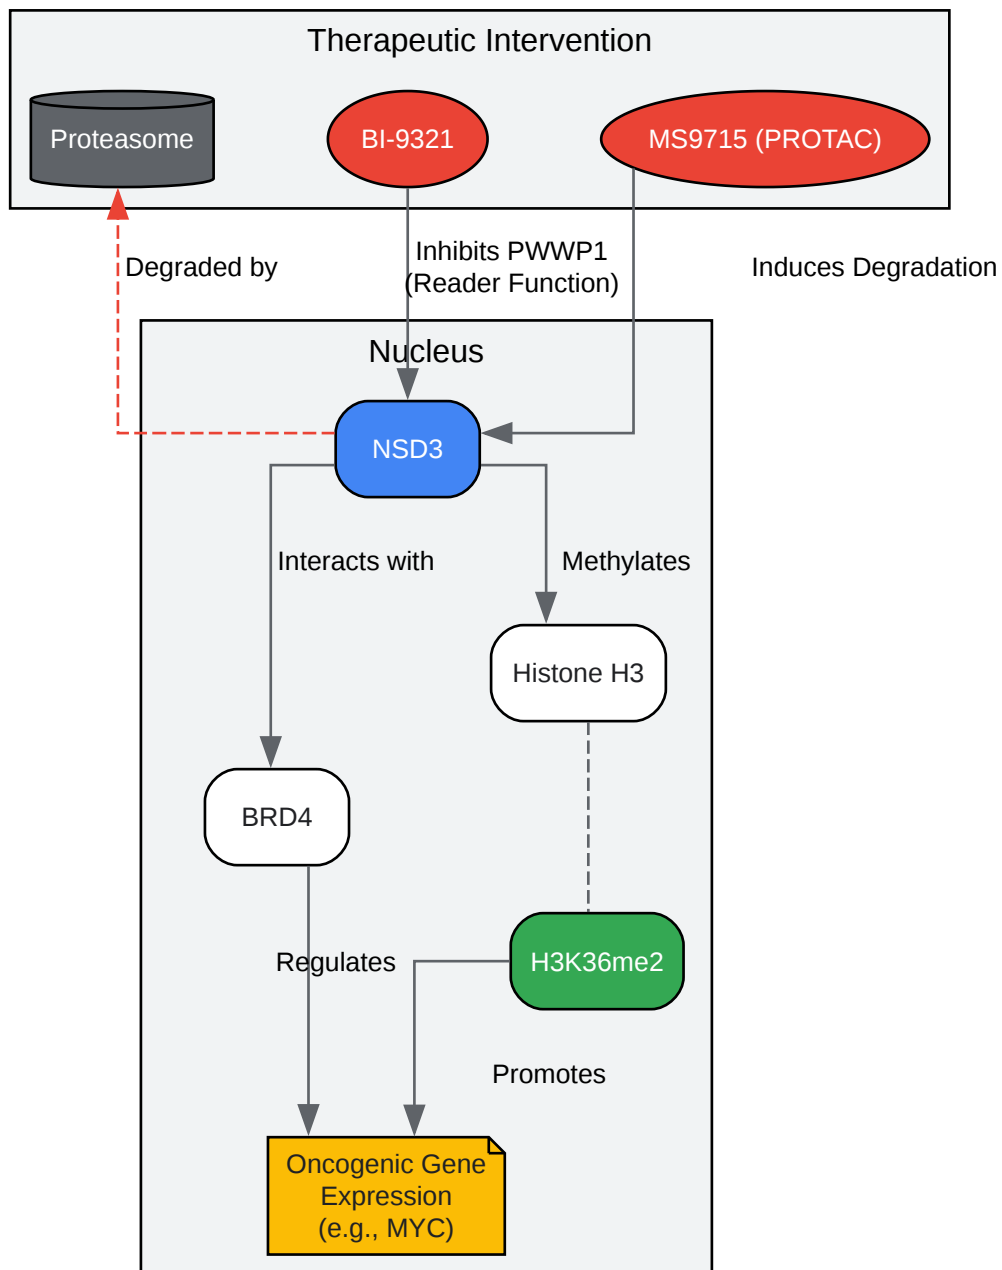 Therapeutic Intervention
Proteasome
BI-9321
MS9715 (PROTAC)
Degraded by
Inhibits PWWP1
(Reader Function)
Induces Degradation
Nucleus
NSD3
Interacts with
Methylates
Histone H3
BRD4
Regulates
H3K36me2
Promotes
Oncogenic Gene
Expression
(e.g., MYC)